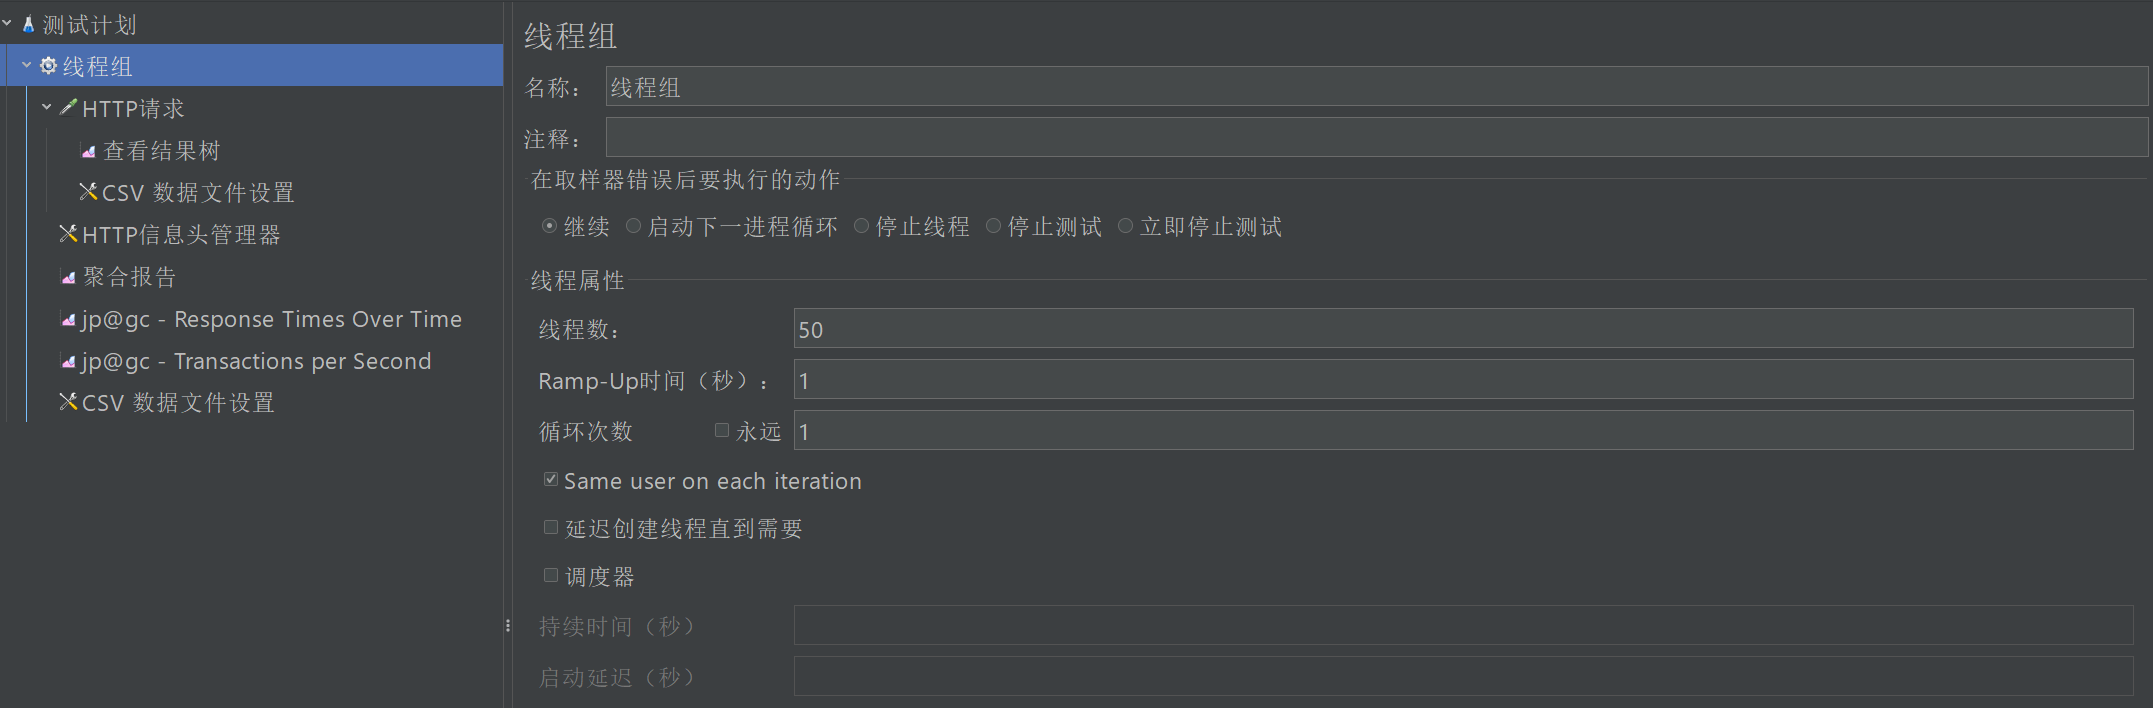 测试计划
线程组
HTTP请求
查看结果树
CSV 数据文件设置
HTTP信息头管理器
聚合报告
jp@gc - Response Times Over Time
jp@gc - Transactions per Second
CSV 数据文件设置
线程组
名称： 线程组
注释：
在取样器错误后要执行的动作
继续 启动下一进程循环 停止线程 停止测试 立即停止测试
线程属性
线程数： 50
Ramp-Up时间（秒）： 1
循环次数 永远 1
Same user on each iteration
延迟创建线程直到需要
调度器
持续时间（秒）
启动延迟（秒）